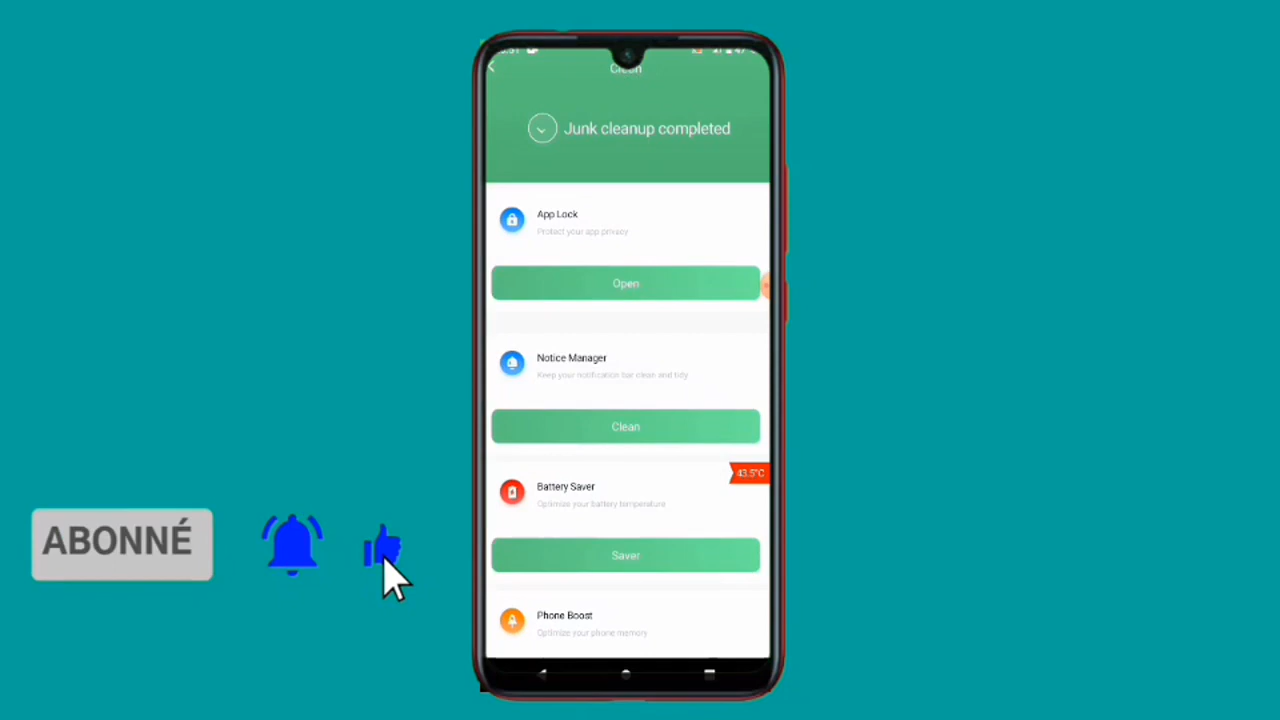 Clean
Junk cleanup completed
App Lock
Protect your app privacy
Open
Notice Manager
Keep your notification bar clean and tidy
Clean
43.5°C
Battery Saver
Optimize your battery temperature
Saver
Phone Boost
Optimize your phone memory
ABONNÉ